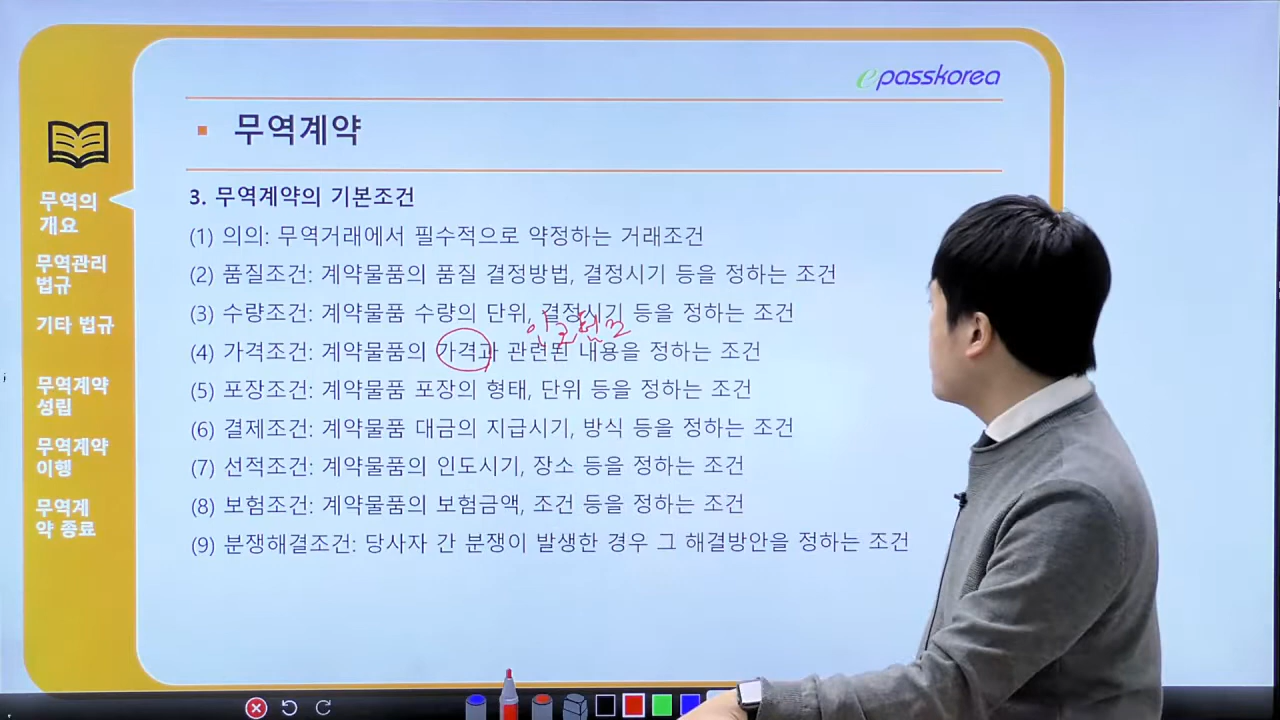 epasskorea
무역계약
무역의
개요
무역관리
법규
기타 법규
무역계약
성립
무역계약
이행
무역계
약 종료
3. 무역계약의 기본조건
(1) 의의: 무역거래에서 필수적으로 약정하는 거래조건
(2) 품질조건: 계약물품의 품질 결정방법, 결정시기 등을 정하는 조건
(3) 수량조건: 계약물품 수량의 단위, 결정시기 등을 정하는 조건
(4) 가격조건: 계약물품의 가격과 관련된 내용을 정하는 조건
(5) 포장조건: 계약물품 포장의 형태, 단위 등을 정하는 조건
(6) 결제조건: 계약물품 대금의 지급시기, 방식 등을 정하는 조건
(7) 선적조건: 계약물품의 인도시기, 장소 등을 정하는 조건
(8) 보험조건: 계약물품의 보험금액, 조건 등을 정하는 조건
(9) 분쟁해결조건: 당사자 간 분쟁이 발생한 경우 그 해결방안을 정하는 조건